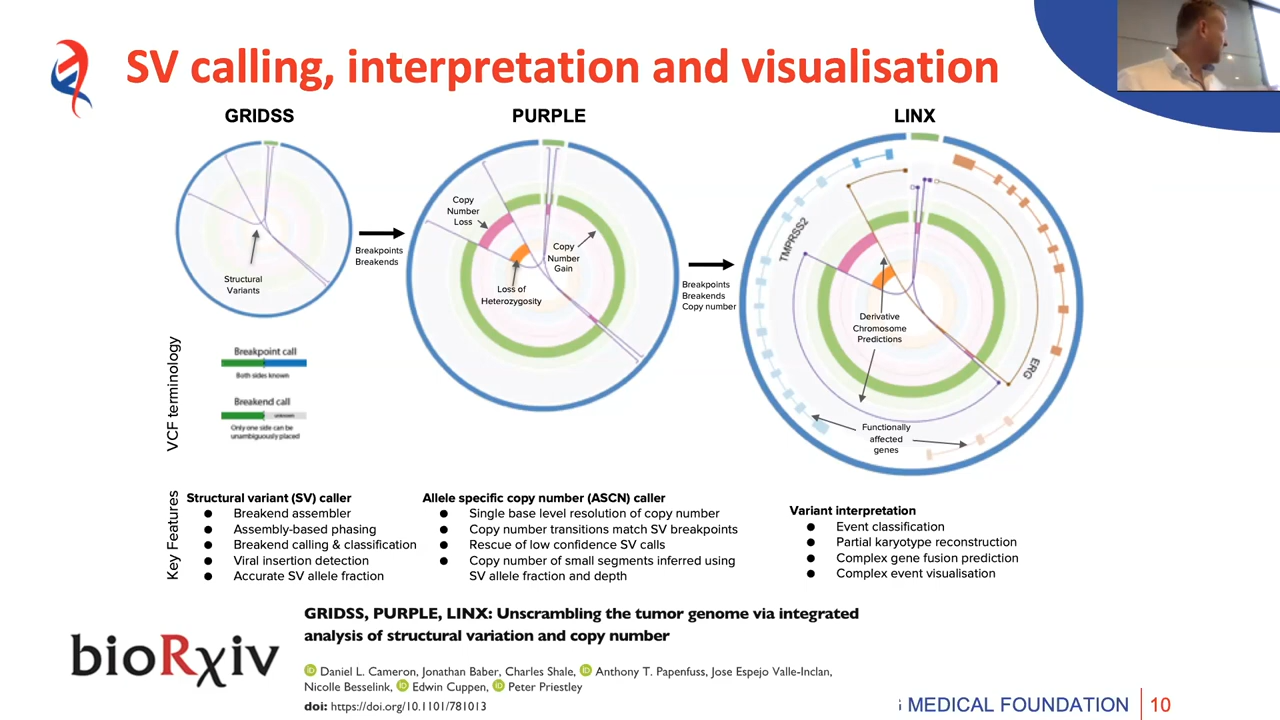 SV calling, interpretation and visualisation
GRIDSS
PURPLE
LINX
Structural
Variants
Breakpoints
Breakends
Copy
Number
Loss
Copy
Number
Gain
Loss of
Heterozygosity
Breakpoints
Breakends
Copy number
TMPRSS2
ERG
Derivative
Chromosome
Predictions
Functionally
affected
genes
VCF terminology
Breakpoint call
Both sides known
Breakend call
unknown
Only one side can be
unambiguously placed
Key Features
Structural variant (SV) caller
● Breakend assembler
● Assembly-based phasing
● Breakend calling & classification
● Viral insertion detection
● Accurate SV allele fraction
Allele specific copy number (ASCN) caller
● Single base level resolution of copy number
● Copy number transitions match SV breakpoints
● Rescue of low confidence SV calls
● Copy number of small segments inferred using
SV allele fraction and depth
Variant interpretation
● Event classification
● Partial karyotype reconstruction
● Complex gene fusion prediction
● Complex event visualisation
bioRxiv
GRIDSS, PURPLE, LINX: Unscrambling the tumor genome via integrated
analysis of structural variation and copy number
iD Daniel L. Cameron, Jonathan Baber, Charles Shale, iD Anthony T. Papenfuss, Jose Espejo Valle-Inclan,
Nicolle Besselink, iD Edwin Cuppen, iD Peter Priestley
doi: https://doi.org/10.1101/781013
MEDICAL FOUNDATION 10